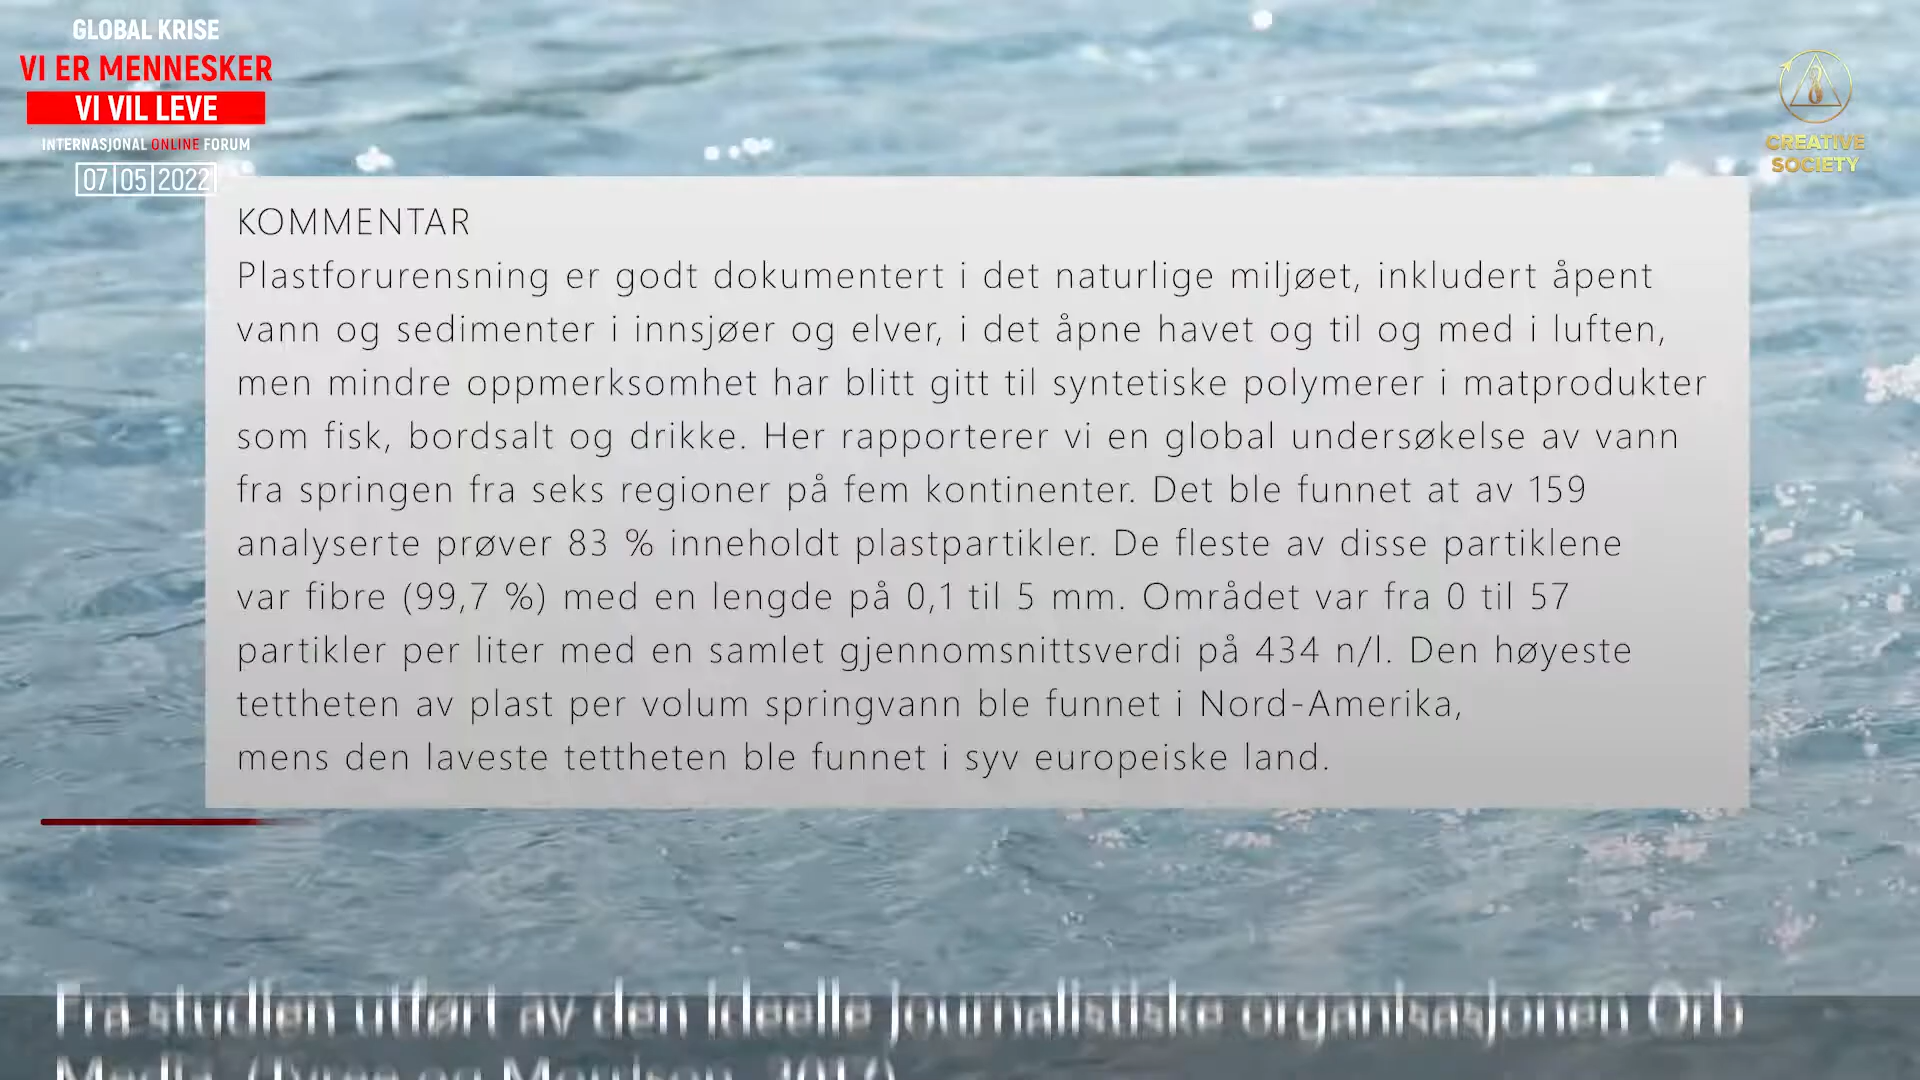 GLOBAL KRISE
VI ER MENNESKER
VI VIL LEVE
INTERNASJONAL ONLINE FORUM
07|05|2022
CREATIVE
SOCIETY
KOMMENTAR
Plastforurensning er godt dokumentert i det naturlige miljøet, inkludert åpent
vann og sedimenter i innsjøer og elver, i det åpne havet og til og med i luften,
men mindre oppmerksomhet har blitt gitt til syntetiske polymerer i matprodukter
som fisk, bordsalt og drikke. Her rapporterer vi en global undersøkelse av vann
fra springen fra seks regioner på fem kontinenter. Det ble funnet at av 159
analyserte prøver 83 % inneholdt plastpartikler. De fleste av disse partiklene
var fibre (99,7 %) med en lengde på 0,1 til 5 mm. Området var fra 0 til 57
partikler per liter med en samlet gjennomsnittsverdi på 434 n/l. Den høyeste
tettheten av plast per volum springvann ble funnet i Nord-Amerika,
mens den laveste tettheten ble funnet i syv europeiske land.
Fra studien utført av den ideelle journalistiske organisasjonen Orb
Media, (Tyree og Morrison, 2017)